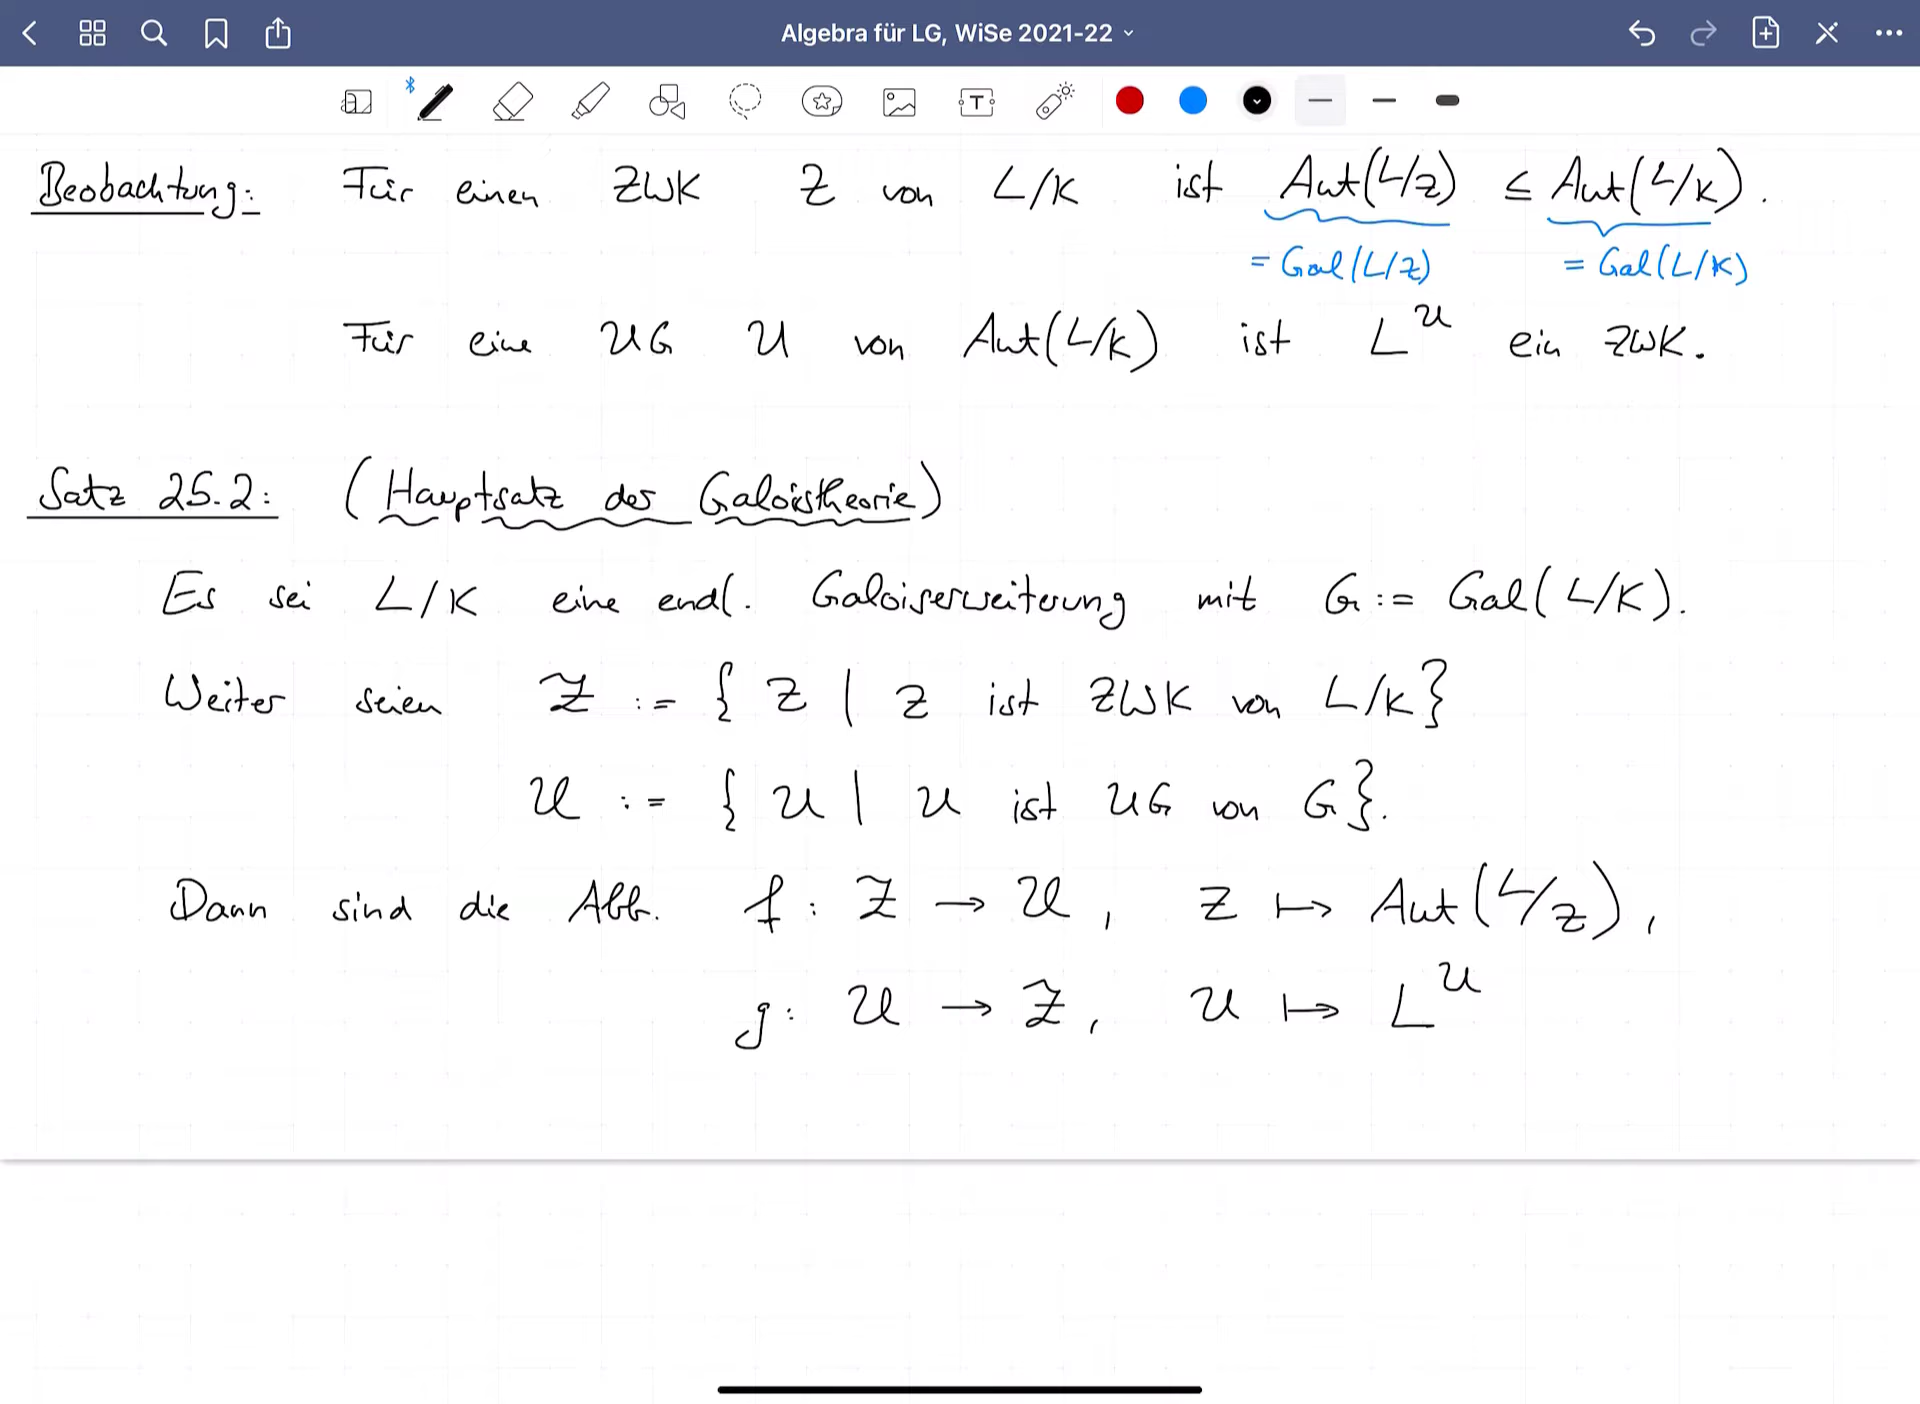 Algebra für LG, WiSe 2021-22
Beobachtung: Für einen ZWK Z von L/K ist Aut(L/Z) ≤ Aut(L/K).
= Gal(L/Z) = Gal(L/K)
Für eine UG U von Aut(L/K) ist L^U ein ZWK.
Satz 25.2: (Hauptsatz der Galoistheorie)
Es sei L/K eine endl. Galoiserweiterung mit G := Gal(L/K).
Weiter seien 𝒵 := { Z | Z ist ZWK von L/K}
𝒰 := { U | U ist UG von G}.
Dann sind die Abb. f: 𝒵 → 𝒰, Z ↦ Aut(L/Z),
g: 𝒰 → 𝒵, U ↦ L^U